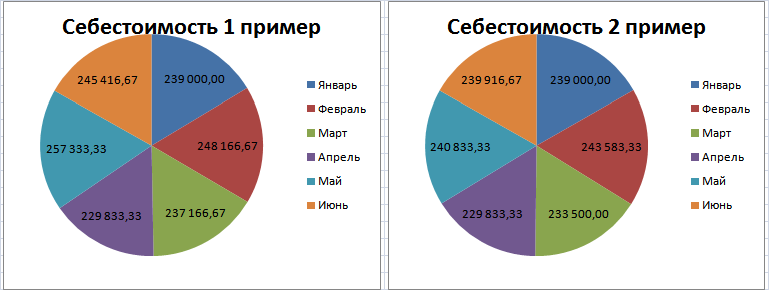 Себестоимость 1 пример
245 416,67
239 000,00
257 333,33
248 166,67
229 833,33
237 166,67
Январь
Февраль
Март
Апрель
Май
Июнь
Себестоимость 2 пример
239 916,67
239 000,00
240 833,33
243 583,33
229 833,33
233 500,00
Январь
Февраль
Март
Апрель
Май
Июнь